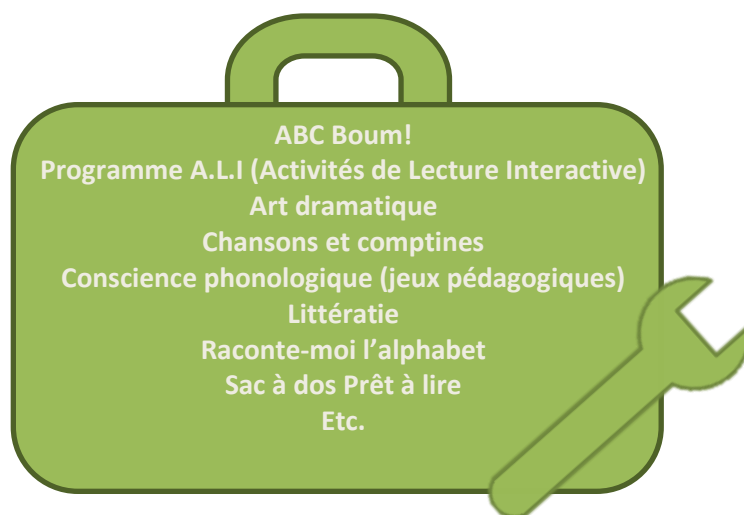 ABC Boum!
Programme A.L.I (Activités de Lecture Interactive)
Art dramatique
Chansons et comptines
Conscience phonologique (jeux pédagogiques)
Littératie
Raconte-moi l’alphabet
Sac à dos Prêt à lire
Etc.